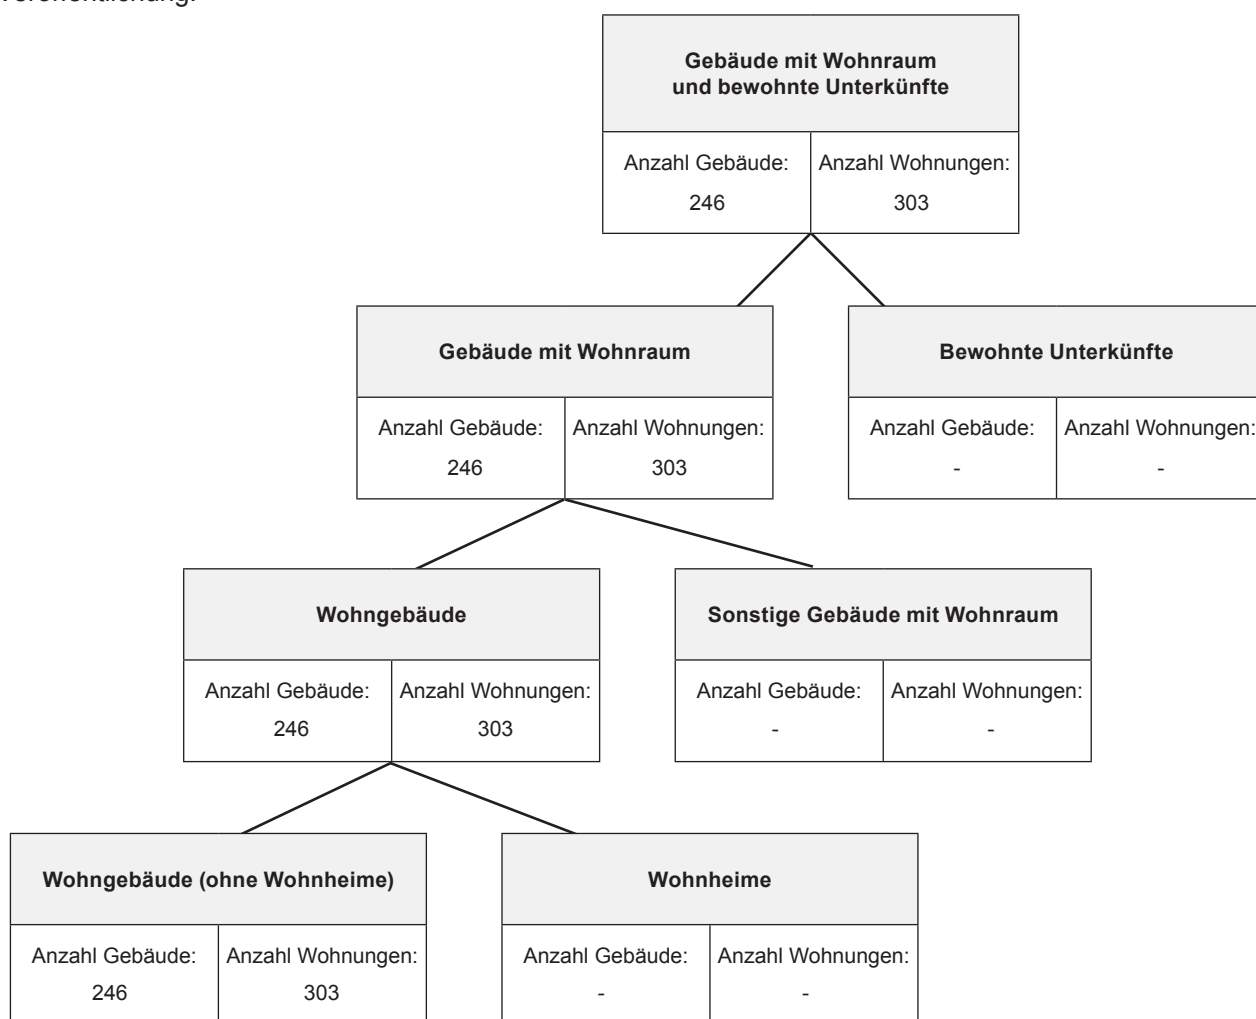 Veröffentlichung.
Gebäude mit Wohnraum
und bewohnte Unterkünfte
Anzahl Gebäude: Anzahl Wohnungen:
246 303
Gebäude mit Wohnraum Bewohnte Unterkünfte
Anzahl Gebäude: Anzahl Wohnungen: Anzahl Gebäude: Anzahl Wohnungen:
246 303 - -
Wohngebäude Sonstige Gebäude mit Wohnraum
Anzahl Gebäude: Anzahl Wohnungen: Anzahl Gebäude: Anzahl Wohnungen:
246 303 - -
Wohngebäude (ohne Wohnheime) Wohnheime
Anzahl Gebäude: Anzahl Wohnungen: Anzahl Gebäude: Anzahl Wohnungen:
246 303 - -